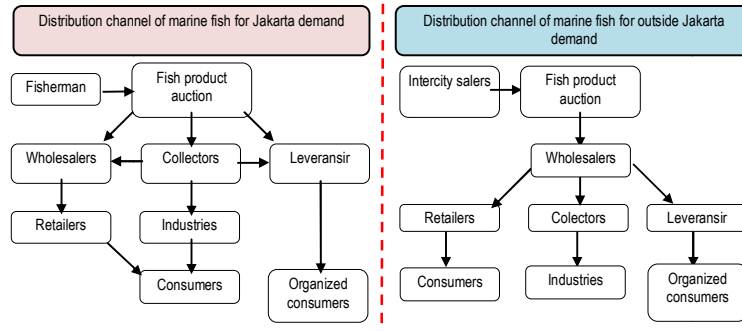 Distribution channel of marine fish for Jakarta demand
Fisherman
Fish product
auction
Wholesalers
Collectors
Leveransir
Retailers
Industries
Consumers
Organized
consumers
Distribution channel of marine fish for outside Jakarta
demand
Intercity salers
Fish product
auction
Wholesalers
Retailers
Colectors
Leveransir
Consumers
Industries
Organized
consumers